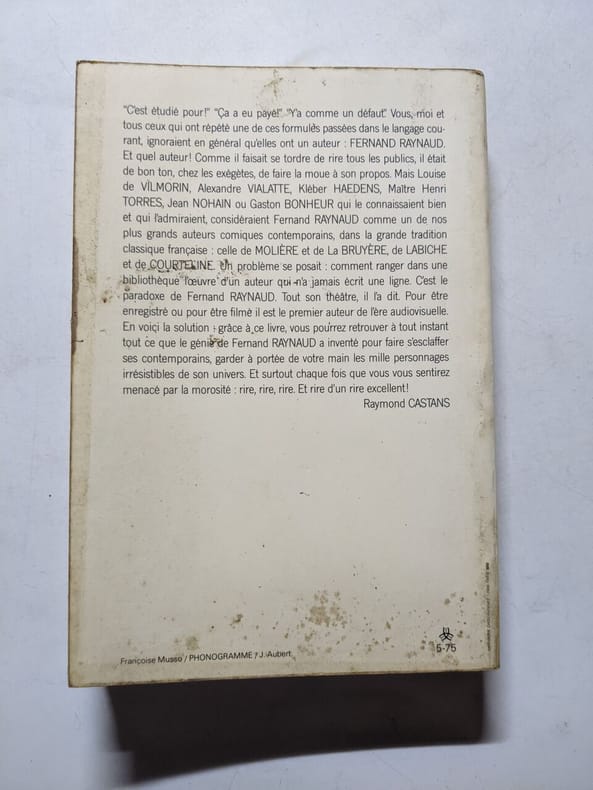 "C'est étudié pour!" "Ça a eu payé!" "Y'a comme un défaut." Vous, moi et
tous ceux qui ont répété une de ces formules passées dans le langage cou-
rant, ignoraient en général qu'elles ont un auteur : FERNAND RAYNAUD.
Et quel auteur! Comme il faisait se tordre de rire tous les publics, il était
de bon ton, chez les exégètes, de faire la moue à son propos. Mais Louise
de VILMORIN, Alexandre VIALATTE, Kléber HAEDENS, Maître Henri
TORRES, Jean NOHAIN ou Gaston BONHEUR qui le connaissaient bien
et qui l'admiraient, considéraient Fernand RAYNAUD comme un de nos
plus grands auteurs comiques contemporains, dans la grande tradition
classique française : celle de MOLIÈRE et de La BRUYÈRE, de LABICHE
et de COURTELINE. Un problème se posait : comment ranger dans une
bibliothèque l'œuvre d'un auteur qui n'a jamais écrit une ligne. C'est le
paradoxe de Fernand RAYNAUD. Tout son théâtre, il l'a dit. Pour être
enregistré ou pour être filmé il est le premier auteur de l'ère audiovisuelle.
En voici la solution : grâce à ce livre, vous pourrez retrouver à tout instant
tout ce que le génie de Fernand RAYNAUD a inventé pour faire s'esclaffer
ses contemporains, garder à portée de votre main les mille personnages
irrésistibles de son univers. Et surtout chaque fois que vous vous sentirez
menacé par la morosité : rire, rire, rire. Et rire d'un rire excellent!
Raymond CASTANS
Françoise Musso / PHONOGRAMME / J. Aubert
5-75